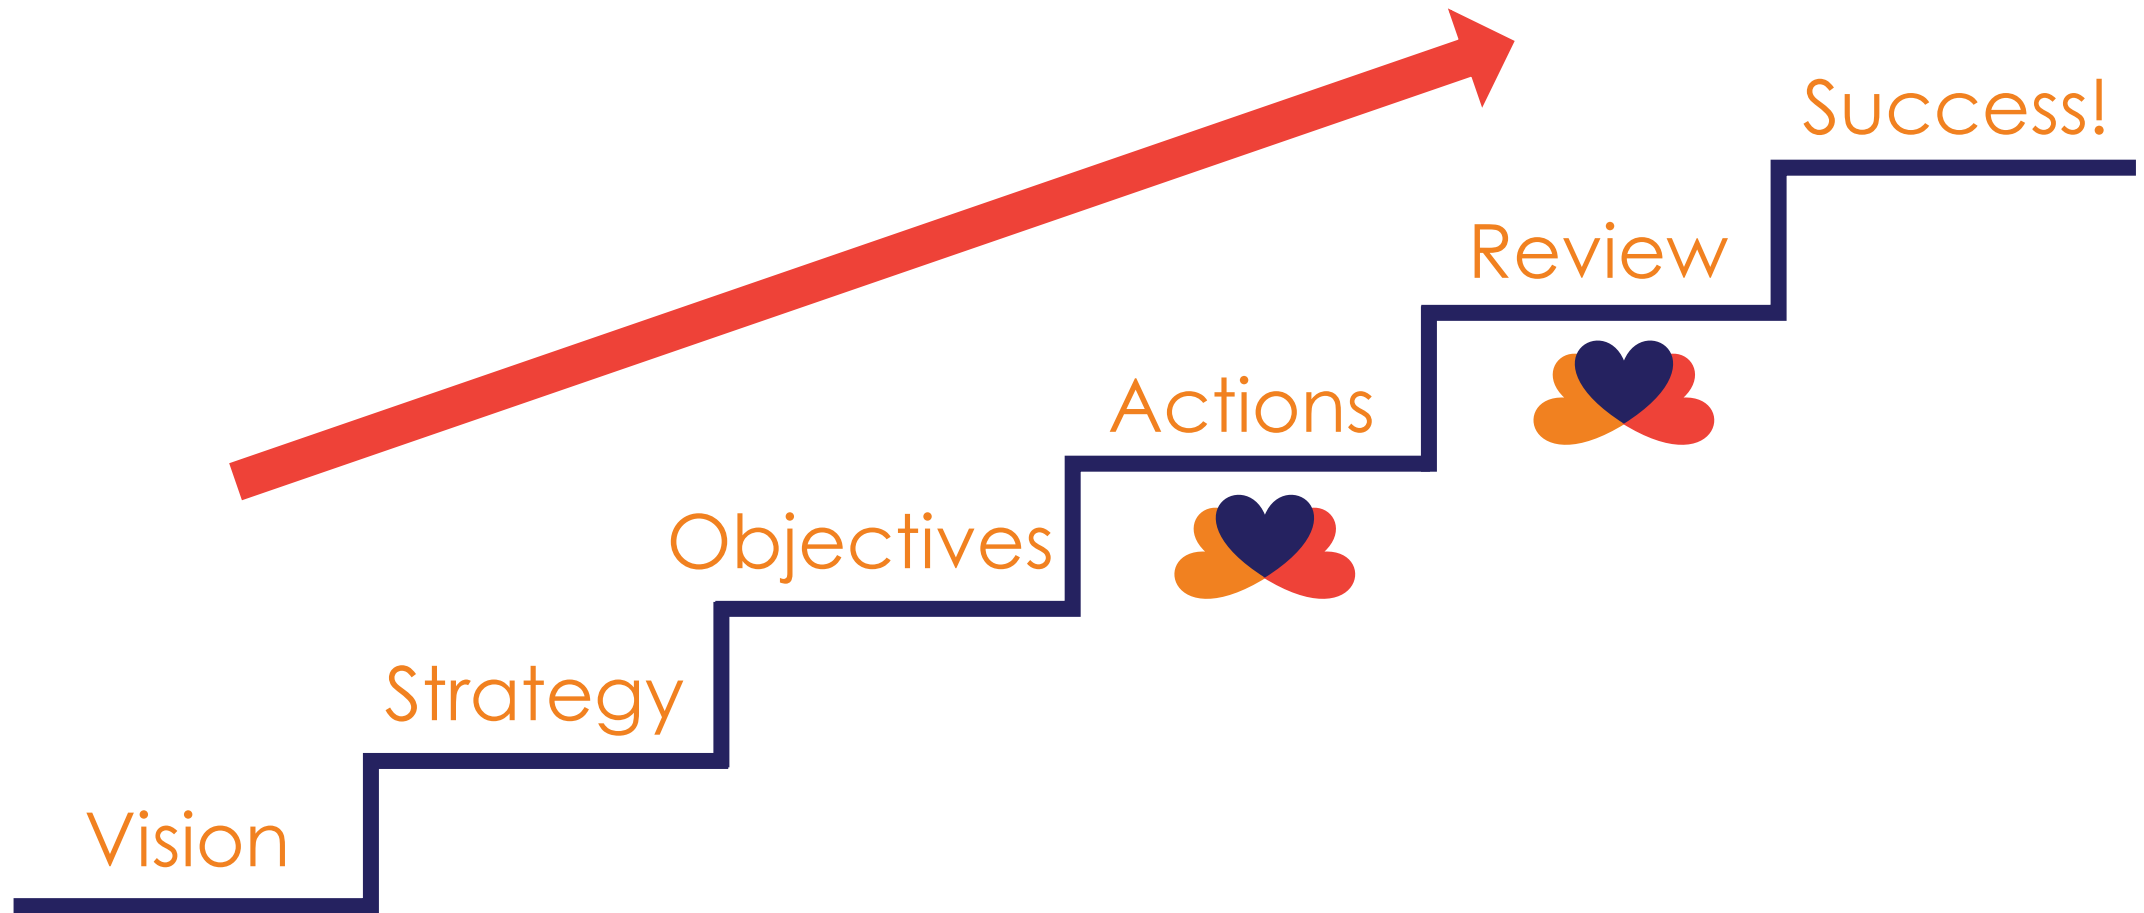 Success!
Review
Actions
Objectives
Strategy
Vision